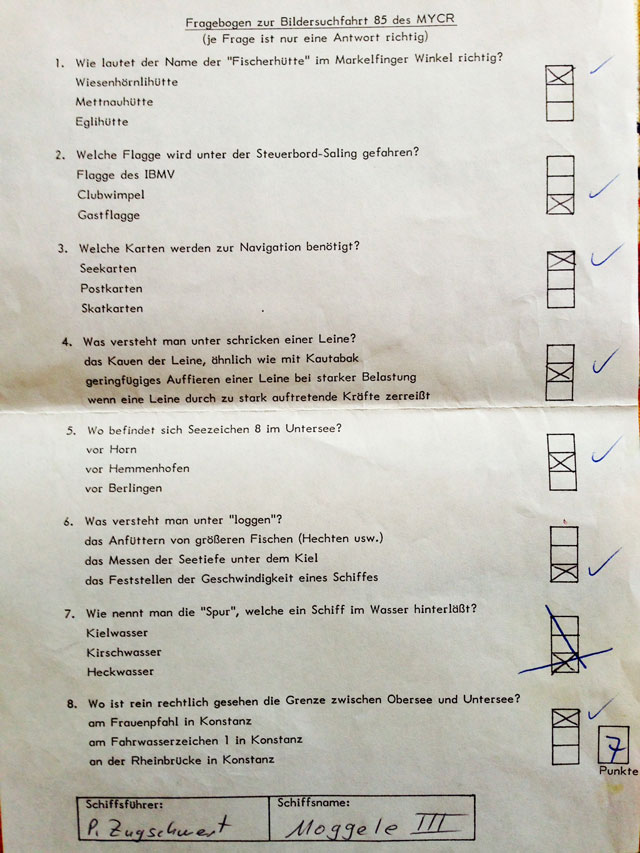 Fragebogen zur Bildersuchfahrt 85 des MYCR
(je Frage ist nur eine Antwort richtig)
1. Wie lautet der Name der "Fischerhütte" im Markelfinger Winkel richtig?
Wiesenhörnlihütte
Mettnauhütte
Eglihütte
2. Welche Flagge wird unter der Steuerbord-Saling gefahren?
Flagge des IBMV
Clubwimpel
Gastflagge
3. Welche Karten werden zur Navigation benötigt?
Seekarten
Postkarten
Skatkarten
4. Was versteht man unter schricken einer Leine?
das Kauen der Leine, ähnlich wie mit Kautabak
geringfügiges Auffieren einer Leine bei starker Belastung
wenn eine Leine durch zu stark auftretende Kräfte zerreißt
5. Wo befindet sich Seezeichen 8 im Untersee?
vor Horn
vor Hemmenhofen
vor Berlingen
6. Was versteht man unter "loggen"?
das Anfüttern von größeren Fischen (Hechten usw.)
das Messen der Seetiefe unter dem Kiel
das Feststellen der Geschwindigkeit eines Schiffes
7. Wie nennt man die "Spur", welche ein Schiff im Wasser hinterläßt?
Kielwasser
Kirschwasser
Heckwasser
8. Wo ist rein rechtlich gesehen die Grenze zwischen Obersee und Untersee?
am Frauenpfahl in Konstanz
am Fahrwasserzeichen 1 in Konstanz
an der Rheinbrücke in Konstanz
7
Punkte
Schiffsführer: Schiffsname:
P. Zugschwert Moggele III